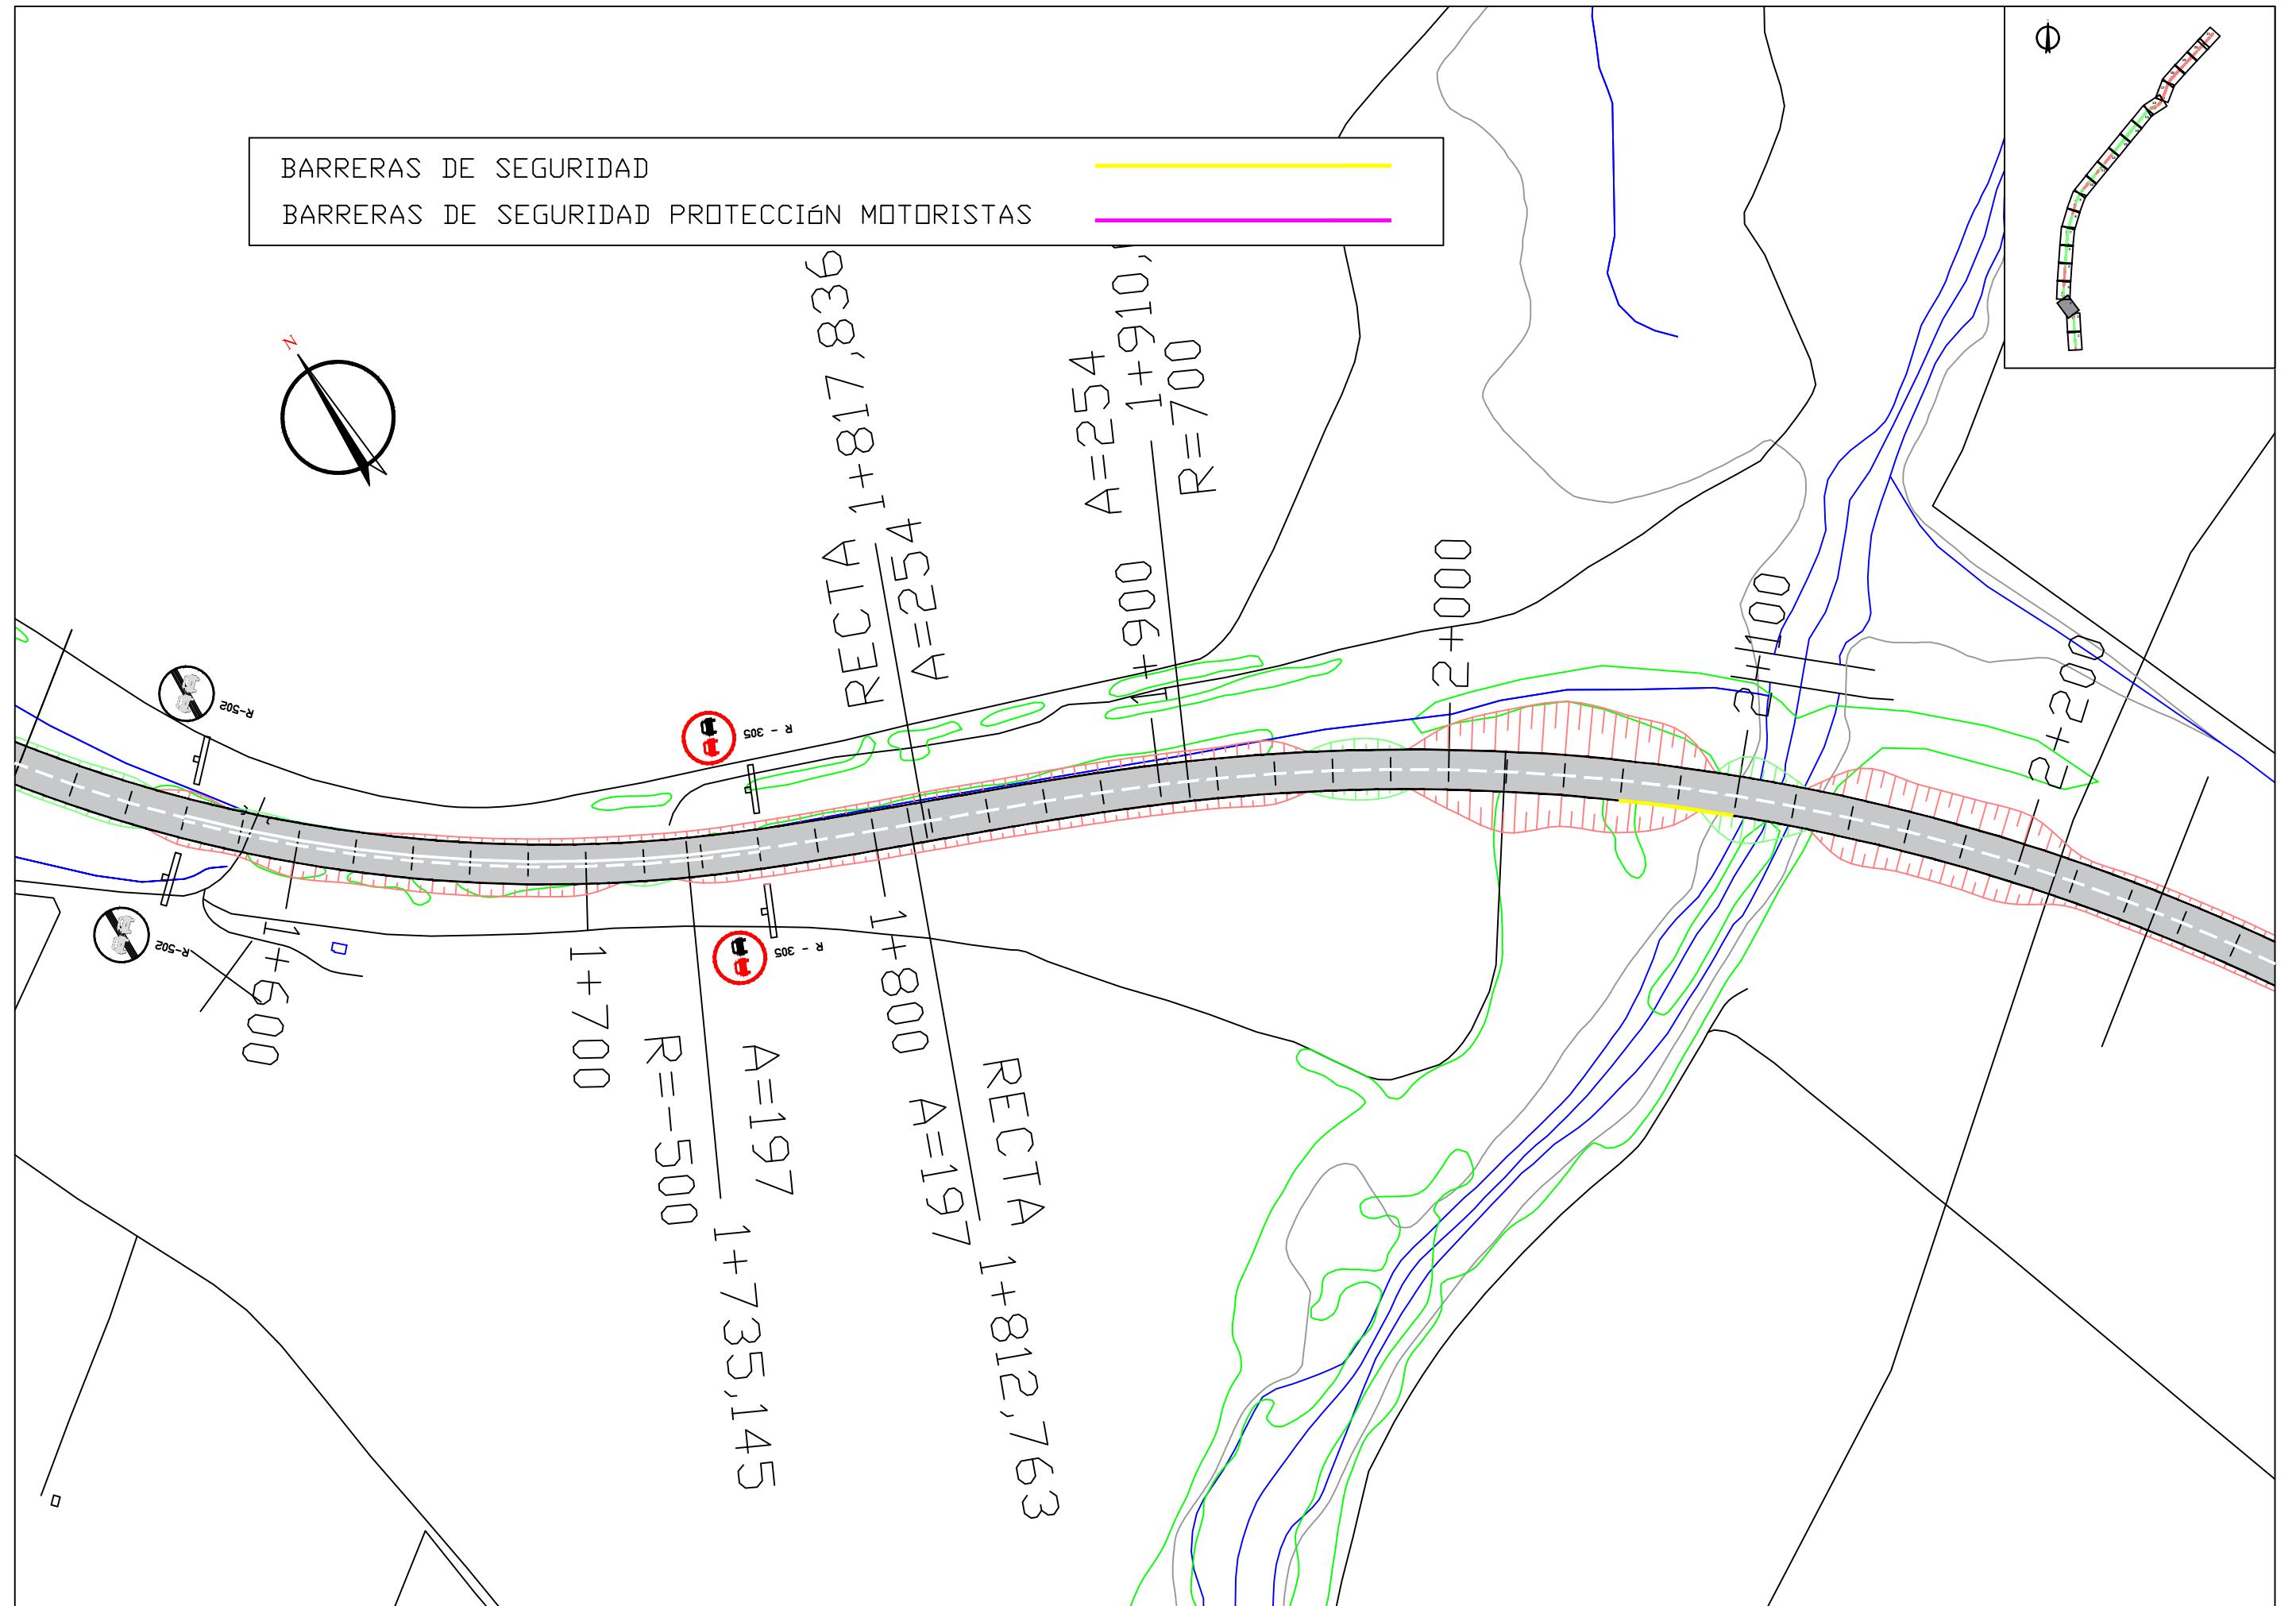 BARRERAS DE SEGURIDAD
BARRERAS DE SEGURIDAD PROTECCIóN MOTORISTAS
N
RECTA 1+817,836
A=254
A=254
1+910,
R=700
1+900
2+000
2+100
2+200
R-502
R - 305
R-502
R - 305
1+600
1+700
R=-500
1+735,145
A=197
1+800
A=197
RECTA 1+812,763